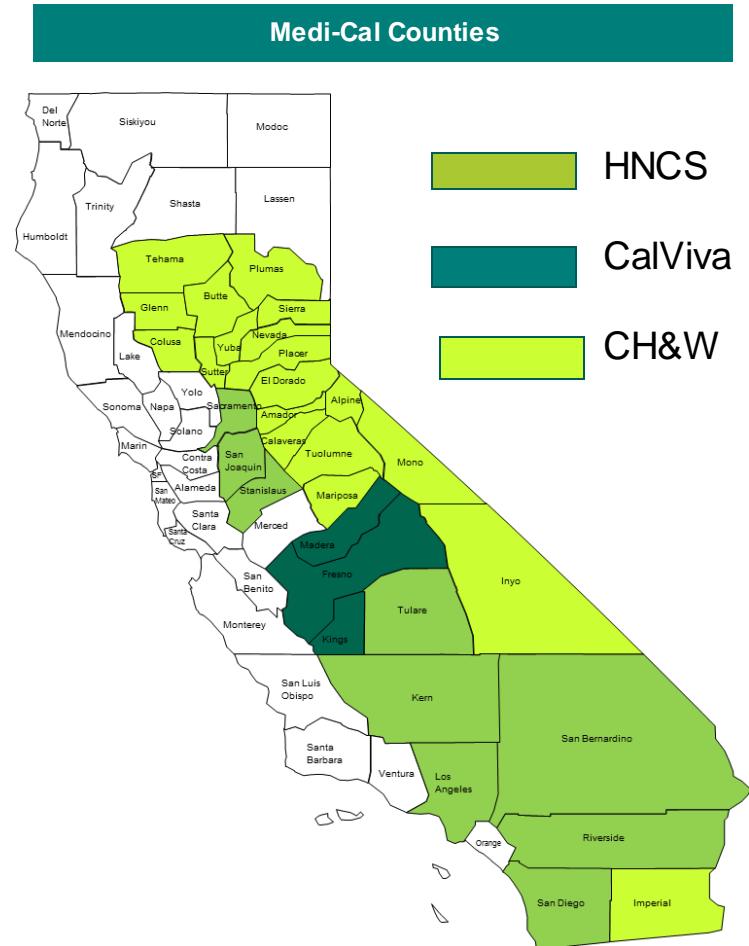 Medi-Cal Counties
Del
Norte
Siskiyou
Modoc
HNCS
Trinity
Shasta
Lassen
Humboldt
CalViva
Tehama
Plumas
Butte
Glenn
Sierra
Mendocino
Colusa
Nevada
Yuba
Lake
Placer
CH&W
Sutter
El Dorado
Yolo
Sonoma
Napa
Sacramento
Alpine
Amador
Solano
Marin
Calaveras
Contra
Costa
San
Joaquin
Tuolumne
Mono
SF
Alameda
San
Mateo
Stanislaus
Mariposa
Santa
Clara
Merced
Santa
Cruz
Madera
San
Benito
Fresno
Inyo
Tulare
Monterey
Kings
San Luis
Obispo
Kern
San Bernardino
Santa
Barbara
Ventura
Los
Angeles
Orange
Riverside
San Diego
Imperial